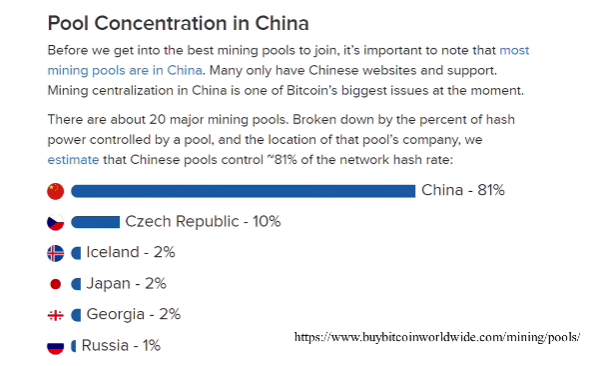 Pool Concentration in China
Before we get into the best mining pools to join, it's important to note that most
mining pools are in China. Many only have Chinese websites and support.
Mining centralization in China is one of Bitcoin's biggest issues at the moment.
There are about 20 major mining pools. Broken down by the percent of hash
power controlled by a pool, and the location of that pool's company, we
estimate that Chinese pools control ~81% of the network hash rate:
China - 81%
Czech Republic - 10%
Iceland - 2%
Japan - 2%
Georgia - 2%
Russia - 1%
https://www.buybitcoinworldwide.com/mining/pools/